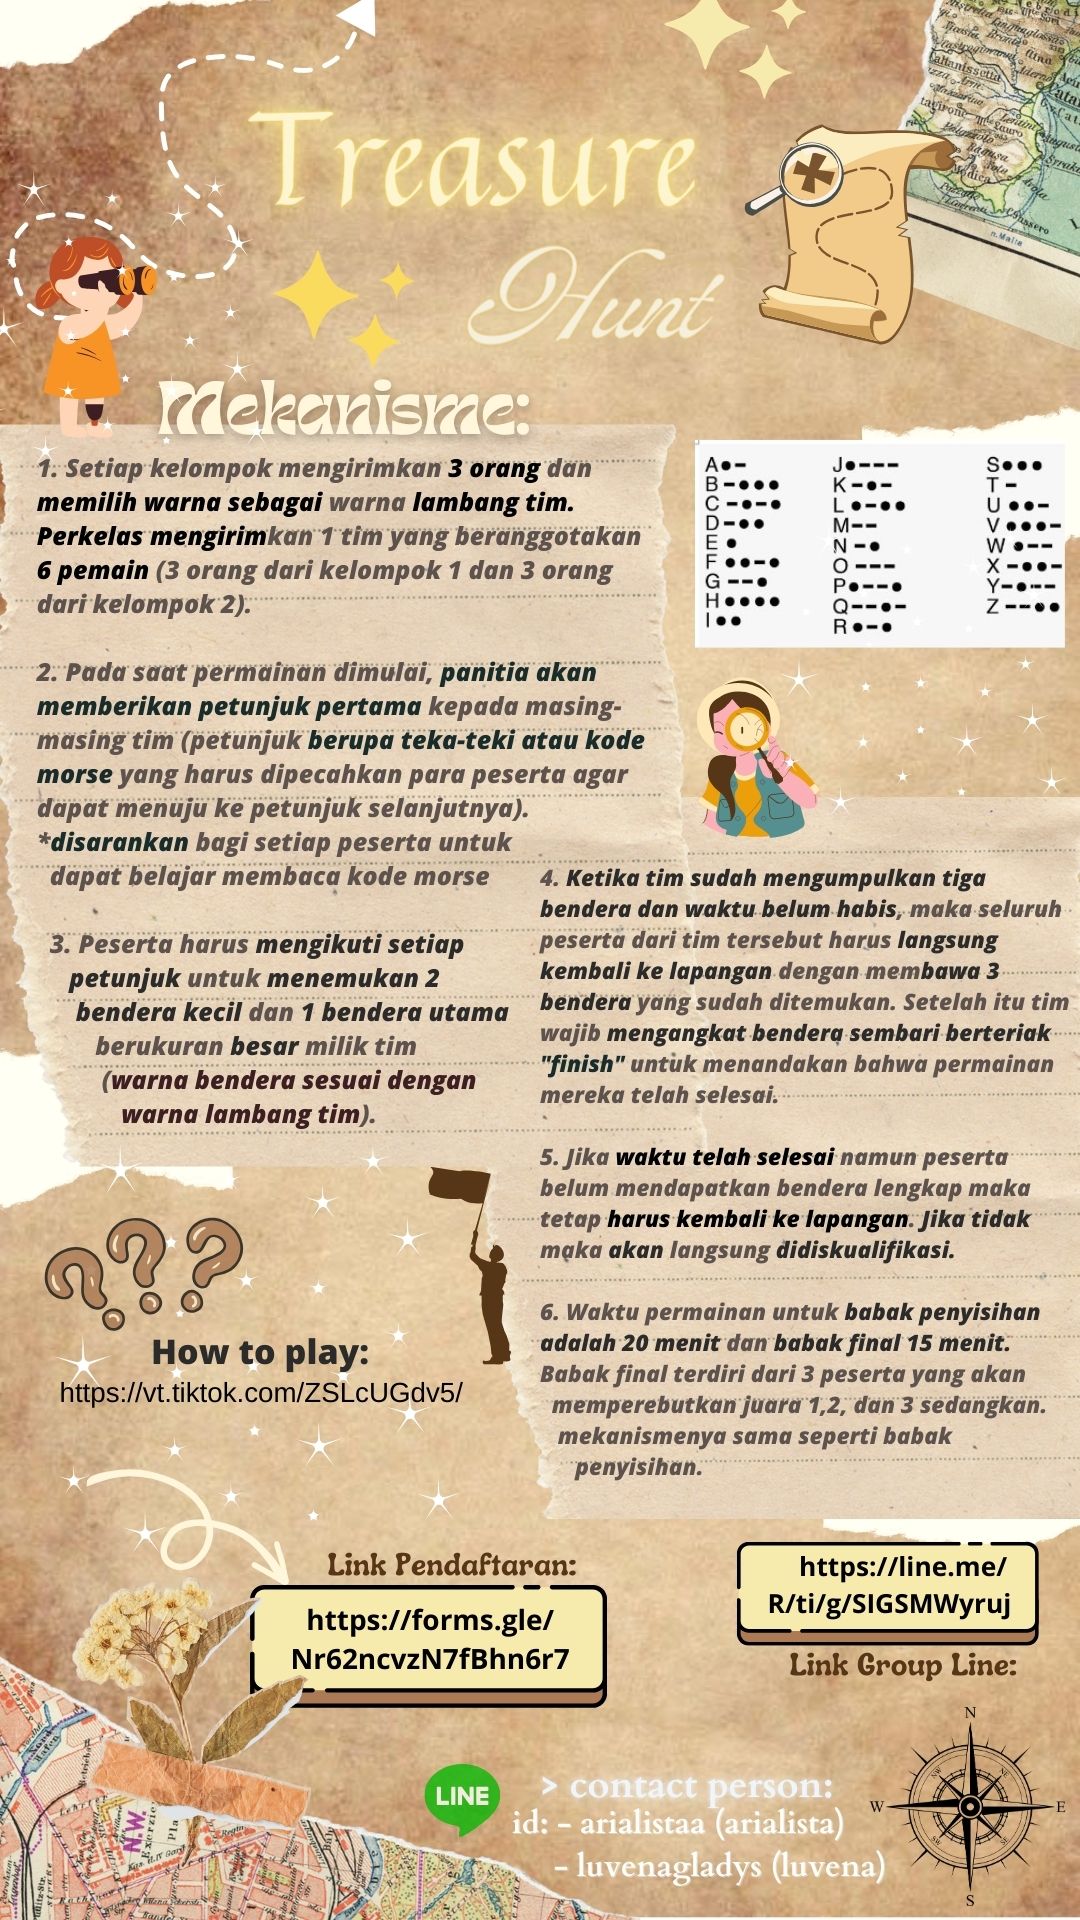 Treasure
Hunt
Mekanisme:
1. Setiap kelompok mengirimkan 3 orang dan
memilih warna sebagai warna lambang tim.
Perkelas mengirimkan 1 tim yang beranggotakan
6 pemain (3 orang dari kelompok 1 dan 3 orang
dari kelompok 2).
2. Pada saat permainan dimulai, panitia akan
memberikan petunjuk pertama kepada masing-
masing tim (petunjuk berupa teka-teki atau kode
morse yang harus dipecahkan para peserta agar
dapat menuju ke petunjuk selanjutnya).
*disarankan bagi setiap peserta untuk
dapat belajar membaca kode morse
3. Peserta harus mengikuti setiap
petunjuk untuk menemukan 2
bendera kecil dan 1 bendera utama
berukuran besar milik tim
(warna bendera sesuai dengan
warna lambang tim).
A●–
B–●●●
C–●–●
D–●●
E●
F●●–●
G––●
H●●●●
I●●
J●–––
K–●–
L●–●●
M––
N–●
O–––
P●––●
Q––●–
R●–●
S●●●
T–
U●●–
V●●●–
W●––
X–●●–
Y–●––
Z––●●
4. Ketika tim sudah mengumpulkan tiga
bendera dan waktu belum habis, maka seluruh
peserta dari tim tersebut harus langsung
kembali ke lapangan dengan membawa 3
bendera yang sudah ditemukan. Setelah itu tim
wajib mengangkat bendera sembari berteriak
"finish" untuk menandakan bahwa permainan
mereka telah selesai.
5. Jika waktu telah selesai namun peserta
belum mendapatkan bendera lengkap maka
tetap harus kembali ke lapangan. Jika tidak
maka akan langsung didiskualifikasi.
6. Waktu permainan untuk babak penyisihan
adalah 20 menit dan babak final 15 menit.
Babak final terdiri dari 3 peserta yang akan
memperebutkan juara 1,2, dan 3 sedangkan.
mekanismenya sama seperti babak
penyisihan.
How to play:
https://vt.tiktok.com/ZSLcUGdv5/
Link Pendaftaran:
https://forms.gle/
Nr62ncvzN7fBhn6r7
https://line.me/
R/ti/g/SIGSMWyruj
Link Group Line:
LINE
> contact person:
id: - arialistaa (arialista)
- luvenagladys (luvena)
N
W
E
S